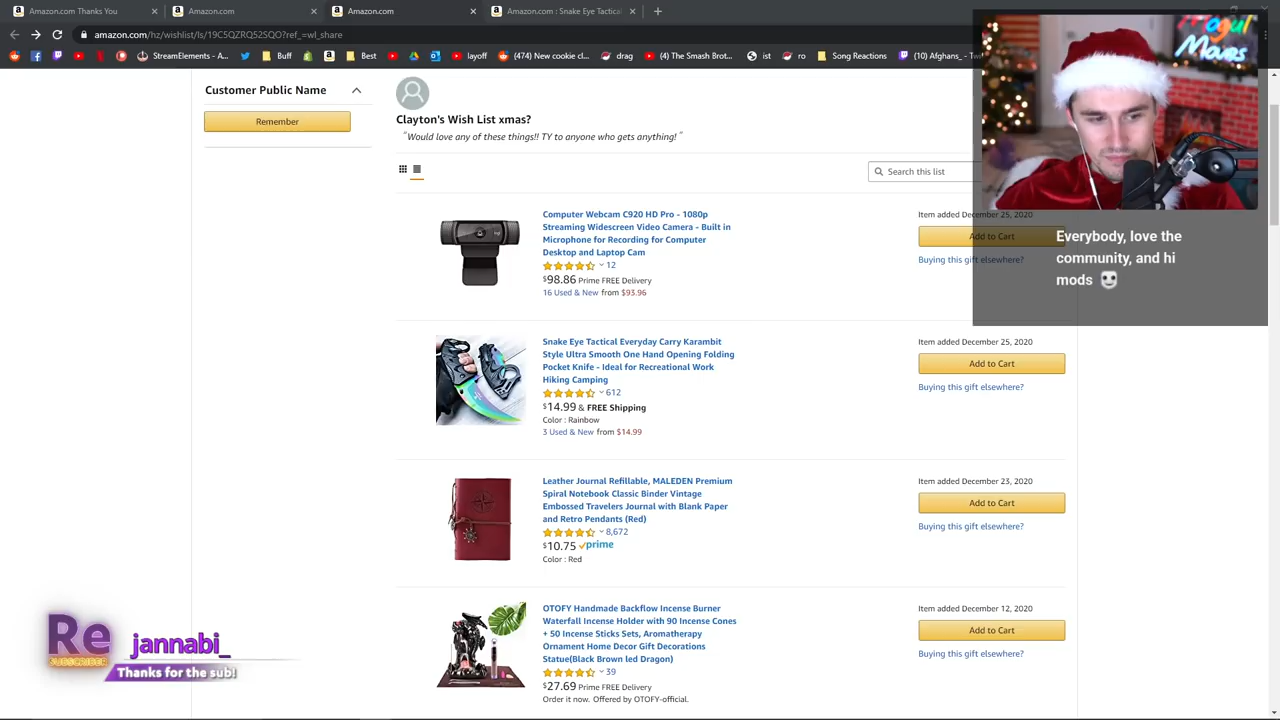 Amazon.com Thank You
Amazon.com
Amazon.com
Amazon.com : Snake Eye Tactical
amazon.com/hz/wishlist/ls/19C5QZRQ52SQO?ref_=wl_share
StreamElements - A...
Buff
Best
layoff
(474) New cookie cl...
drag
(4) The Smash Brot...
ist
ro
Song Reactions
(10) Afghans_ - Tw
Mogul
Moves
Customer Public Name
Remember
Clayton's Wish List xmas?
"Would love any of these things!! TY to anyone who gets anything! "
Search this list
Computer Webcam C920 HD Pro - 1080p
Streaming Widescreen Video Camera - Built in
Microphone for Recording for Computer
Desktop and Laptop Cam
12
$98.86 Prime FREE Delivery
16 Used & New from $93.96
Item added December 25, 2020
Add to Cart
Buying this gift elsewhere?
Everybody, love the
community, and hi
mods
Snake Eye Tactical Everyday Carry Karambit
Style Ultra Smooth One Hand Opening Folding
Pocket Knife - Ideal for Recreational Work
Hiking Camping
612
$14.99 & FREE Shipping
Color : Rainbow
3 Used & New from $14.99
Item added December 25, 2020
Add to Cart
Buying this gift elsewhere?
Leather Journal Refillable, MALEDEN Premium
Spiral Notebook Classic Binder Vintage
Embossed Travelers Journal with Blank Paper
and Retro Pendants (Red)
8,672
$10.75 prime
Color : Red
Item added December 23, 2020
Add to Cart
Buying this gift elsewhere?
OTOFY Handmade Backflow Incense Burner
Waterfall Incense Holder with 90 Incense Cones
+ 50 Incense Sticks Sets, Aromatherapy
Ornament Home Decor Gift Decorations
Statue(Black Brown led Dragon)
39
$27.69 Prime FREE Delivery
Order it now. Offered by OTOFY-official.
Item added December 12, 2020
Add to Cart
Buying this gift elsewhere?
Re
SUBSCRIBER
jannabi_
Thanks for the sub!